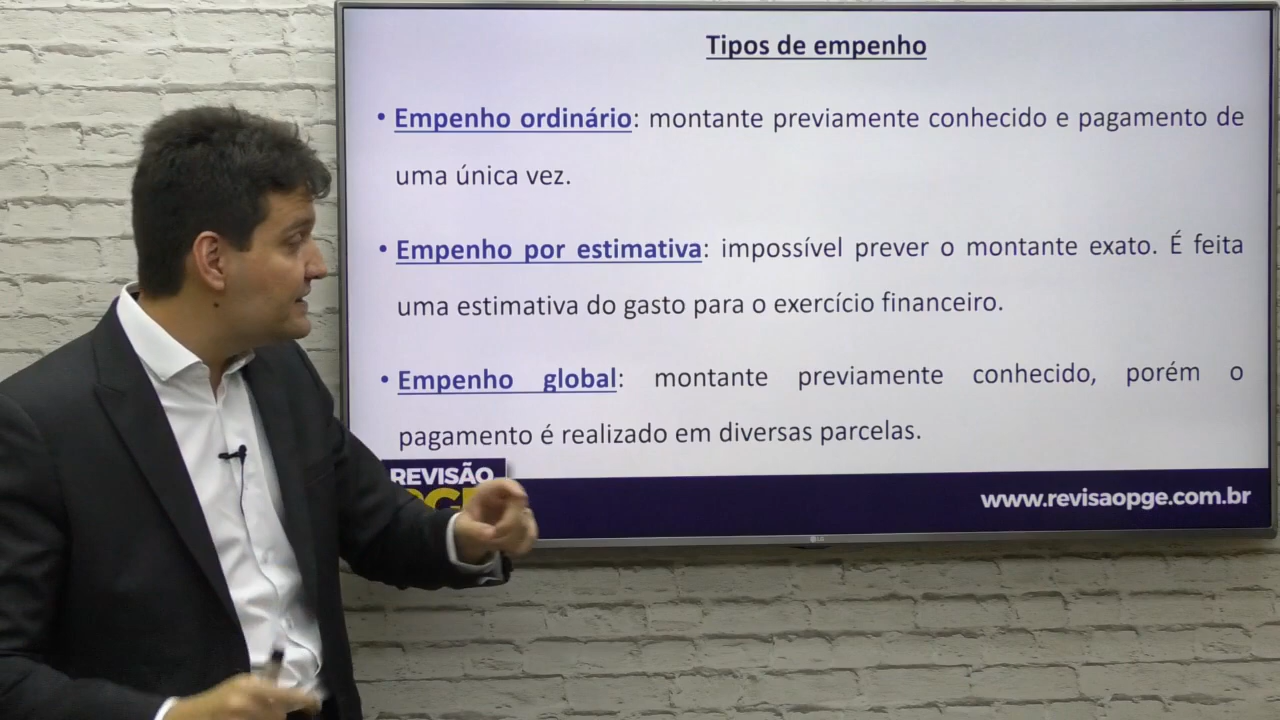 Tipos de empenho
• Empenho ordinário: montante previamente conhecido e pagamento de
uma única vez.
• Empenho por estimativa: impossível prever o montante exato. É feita
uma estimativa do gasto para o exercício financeiro.
• Empenho global: montante previamente conhecido, porém o
pagamento é realizado em diversas parcelas.
REVISÃO
www.revisaopge.com.br
LG